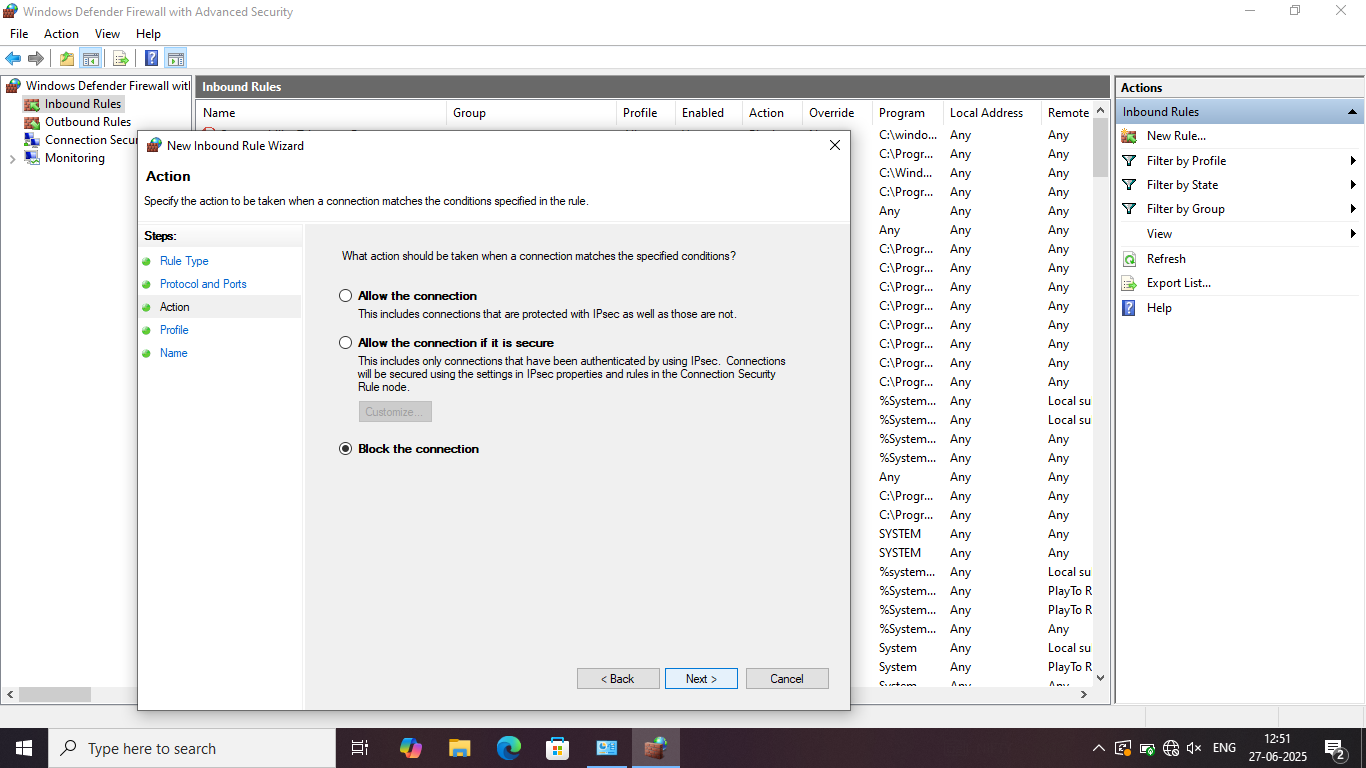 Windows Defender Firewall with Advanced Security
File Action View Help
Windows Defender Firewall wit
Inbound Rules
Outbound Rules
Connection Secur
Monitoring
Inbound Rules
Name Group Profile Enabled Action Override Program Local Address Remote
C:\windo... Any Any
C:\Progr... Any Any
C:\Wind... Any Any
C:\Progr... Any Any
Any Any Any
Any Any Any
C:\Progr... Any Any
C:\Progr... Any Any
C:\Progr... Any Any
C:\Progr... Any Any
C:\Progr... Any Any
C:\Progr... Any Any
C:\Progr... Any Any
C:\Progr... Any Any
%System... Any Local su
%System... Any Local su
%System... Any Any
%System... Any Any
Any Any Any
C:\Progr... Any Any
C:\Progr... Any Any
SYSTEM Any Any
SYSTEM Any Any
%system... Any Local su
%System... Any PlayTo R
%System... Any PlayTo R
%System... Any Any
System Any Local su
System Any PlayTo R
System Any Any
New Inbound Rule Wizard
Action
Specify the action to be taken when a connection matches the conditions specified in the rule.
Steps:
Rule Type
Protocol and Ports
Action
Profile
Name
What action should be taken when a connection matches the specified conditions?
Allow the connection
This includes connections that are protected with IPsec as well as those are not.
Allow the connection if it is secure
This includes only connections that have been authenticated by using IPsec. Connections
will be secured using the settings in IPsec properties and rules in the Connection Security
Rule node.
Customize...
Block the connection
< Back Next > Cancel
Actions
Inbound Rules
New Rule...
Filter by Profile
Filter by State
Filter by Group
View
Refresh
Export List...
Help
Type here to search
ENG
12:51
27-06-2025
2